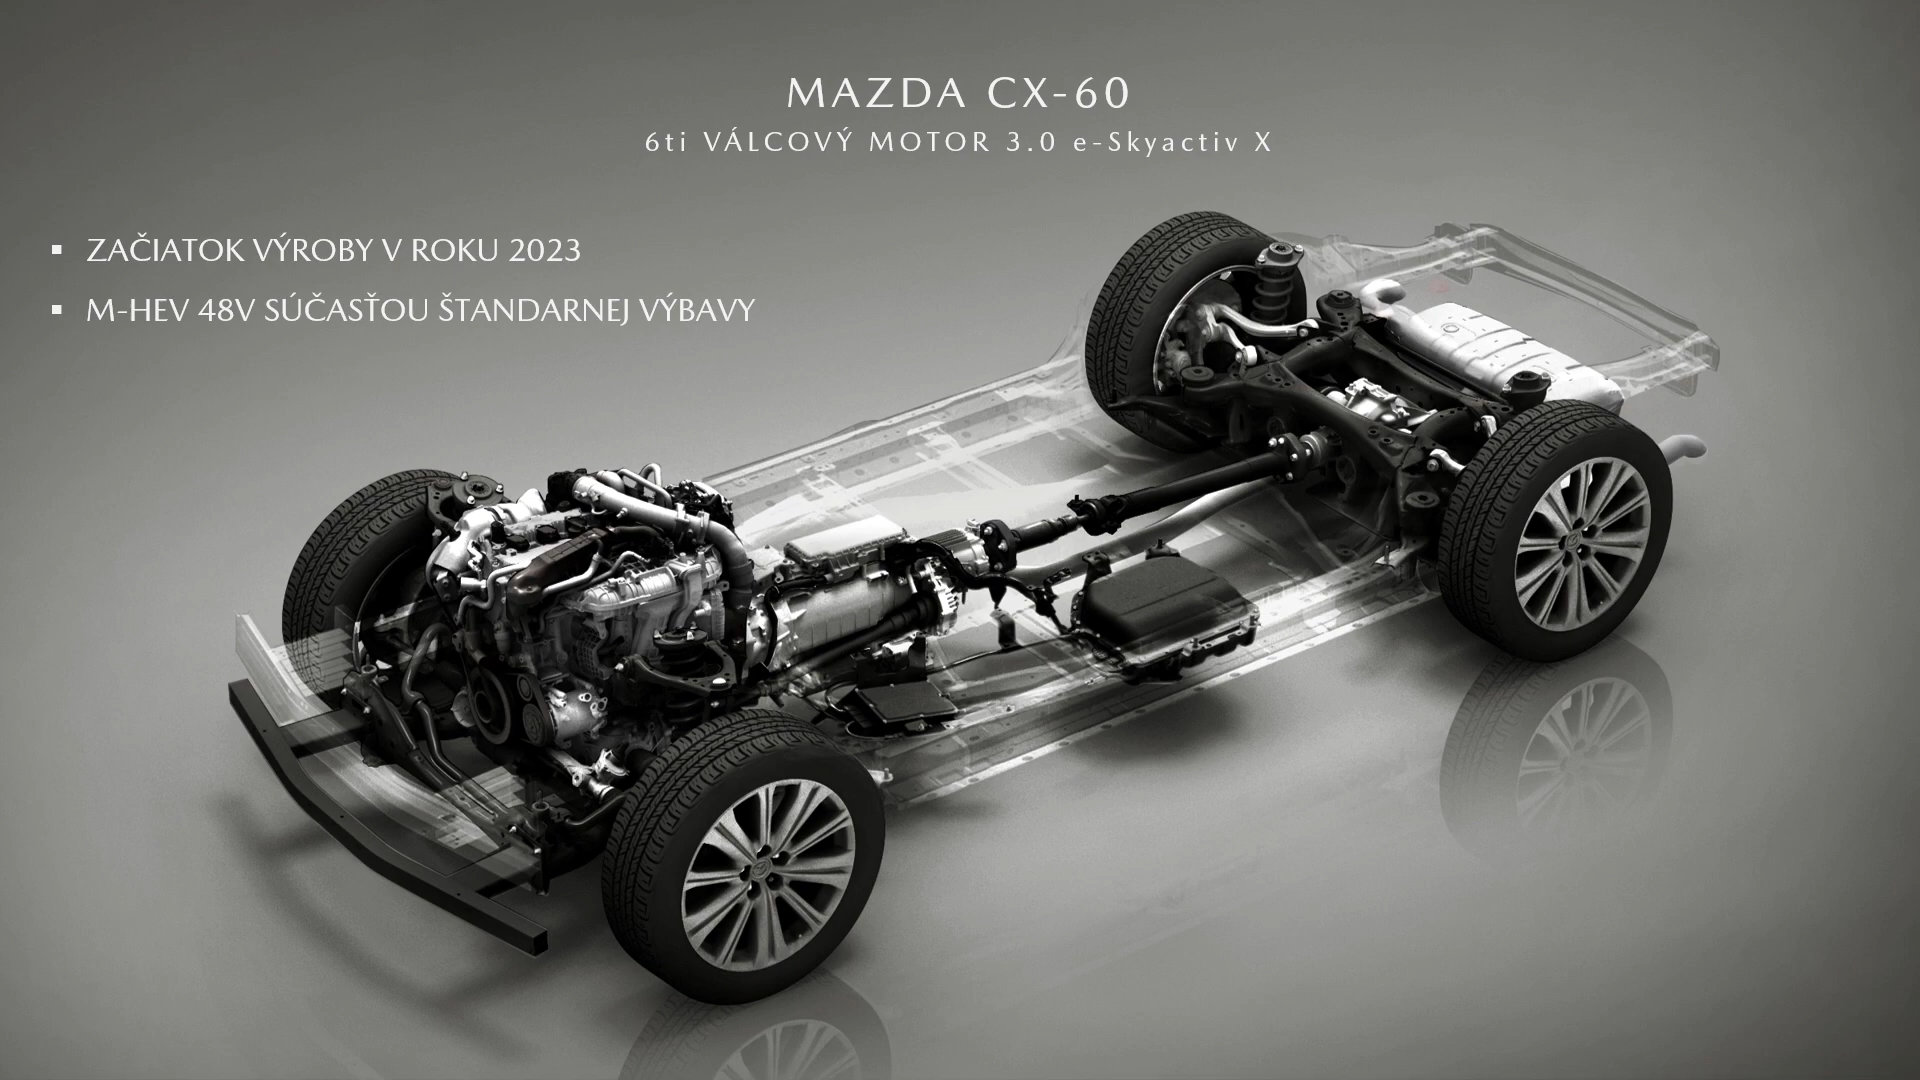 MAZDA CX-60
6ti VÁLCOVÝ MOTOR 3.0 e-Skyactiv X
▪ ZAČIATOK VÝROBY V ROKU 2023
▪ M-HEV 48V SÚČASŤOU ŠTANDARNEJ VÝBAVY